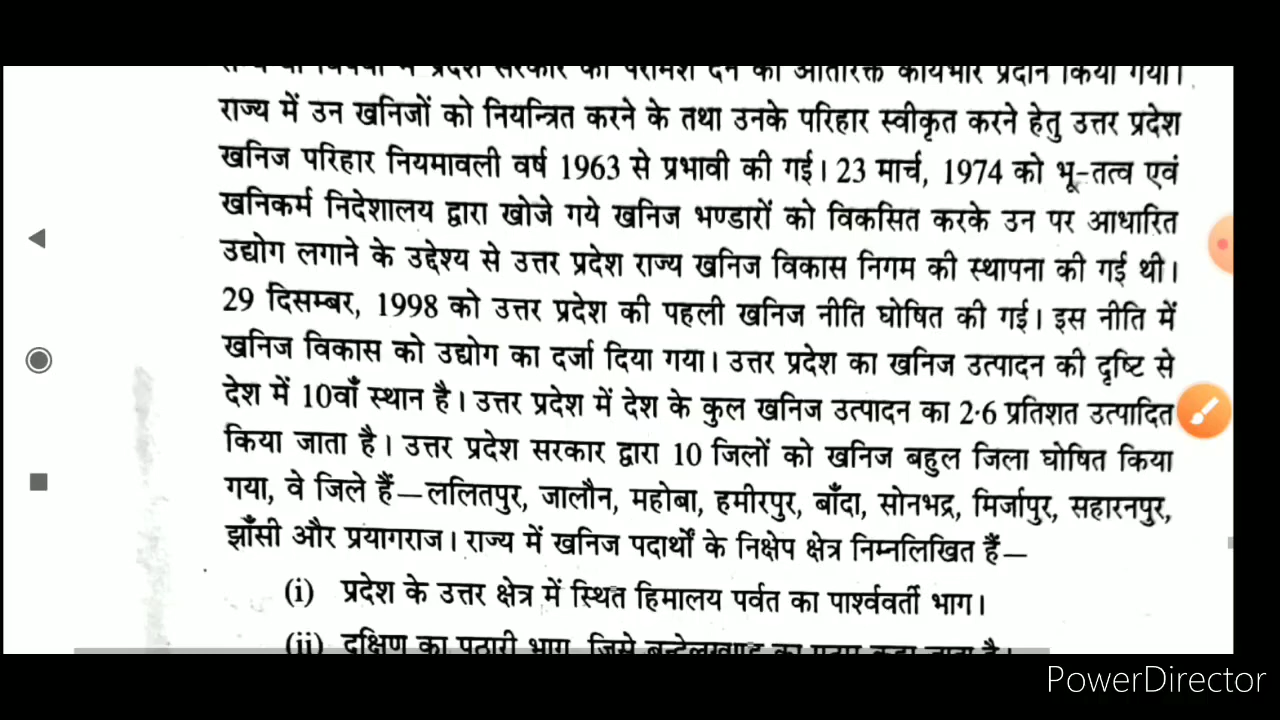 राज्य में उन खनिजों को नियन्त्रित करने के तथा उनके परिहार स्वीकृत करने हेतु उत्तर प्रदेश
खनिज परिहार नियमावली वर्ष 1963 से प्रभावी की गई। 23 मार्च, 1974 को भू-तत्व एवं
खनिकर्म निदेशालय द्वारा खोजे गये खनिज भण्डारों को विकसित करके उन पर आधारित
उद्योग लगाने के उद्देश्य से उत्तर प्रदेश राज्य खनिज विकास निगम की स्थापना की गई थी।
29 दिसम्बर, 1998 को उत्तर प्रदेश की पहली खनिज नीति घोषित की गई। इस नीति में
खनिज विकास को उद्योग का दर्जा दिया गया। उत्तर प्रदेश का खनिज उत्पादन की दृष्टि से
देश में 10वाँ स्थान है। उत्तर प्रदेश में देश के कुल खनिज उत्पादन का 2·6 प्रतिशत उत्पादित
किया जाता है। उत्तर प्रदेश सरकार द्वारा 10 जिलों को खनिज बहुल जिला घोषित किया
गया, वे जिले हैं—ललितपुर, जालौन, महोबा, हमीरपुर, बाँदा, सोनभद्र, मिर्जापुर, सहारनपुर,
झाँसी और प्रयागराज। राज्य में खनिज पदार्थों के निक्षेप क्षेत्र निम्नलिखित हैं—
(i) प्रदेश के उत्तर क्षेत्र में स्थित हिमालय पर्वत का पार्श्ववर्ती भाग।
(ii) दक्षिण का पठारी भाग, जिसे बुन्देलखण्ड का पठार कहा जाता है।
PowerDirector